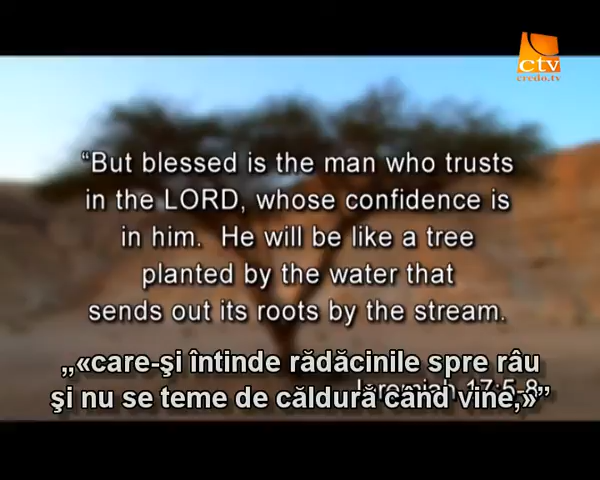 ctv
credo.tv
“But blessed is the man who trusts
in the LORD, whose confidence is
in him. He will be like a tree
planted by the water that
sends out its roots by the stream.
„«care-şi întinde rădăcinile spre râu
Jeremiah 17:5-8
şi nu se teme de căldură când vine,»”